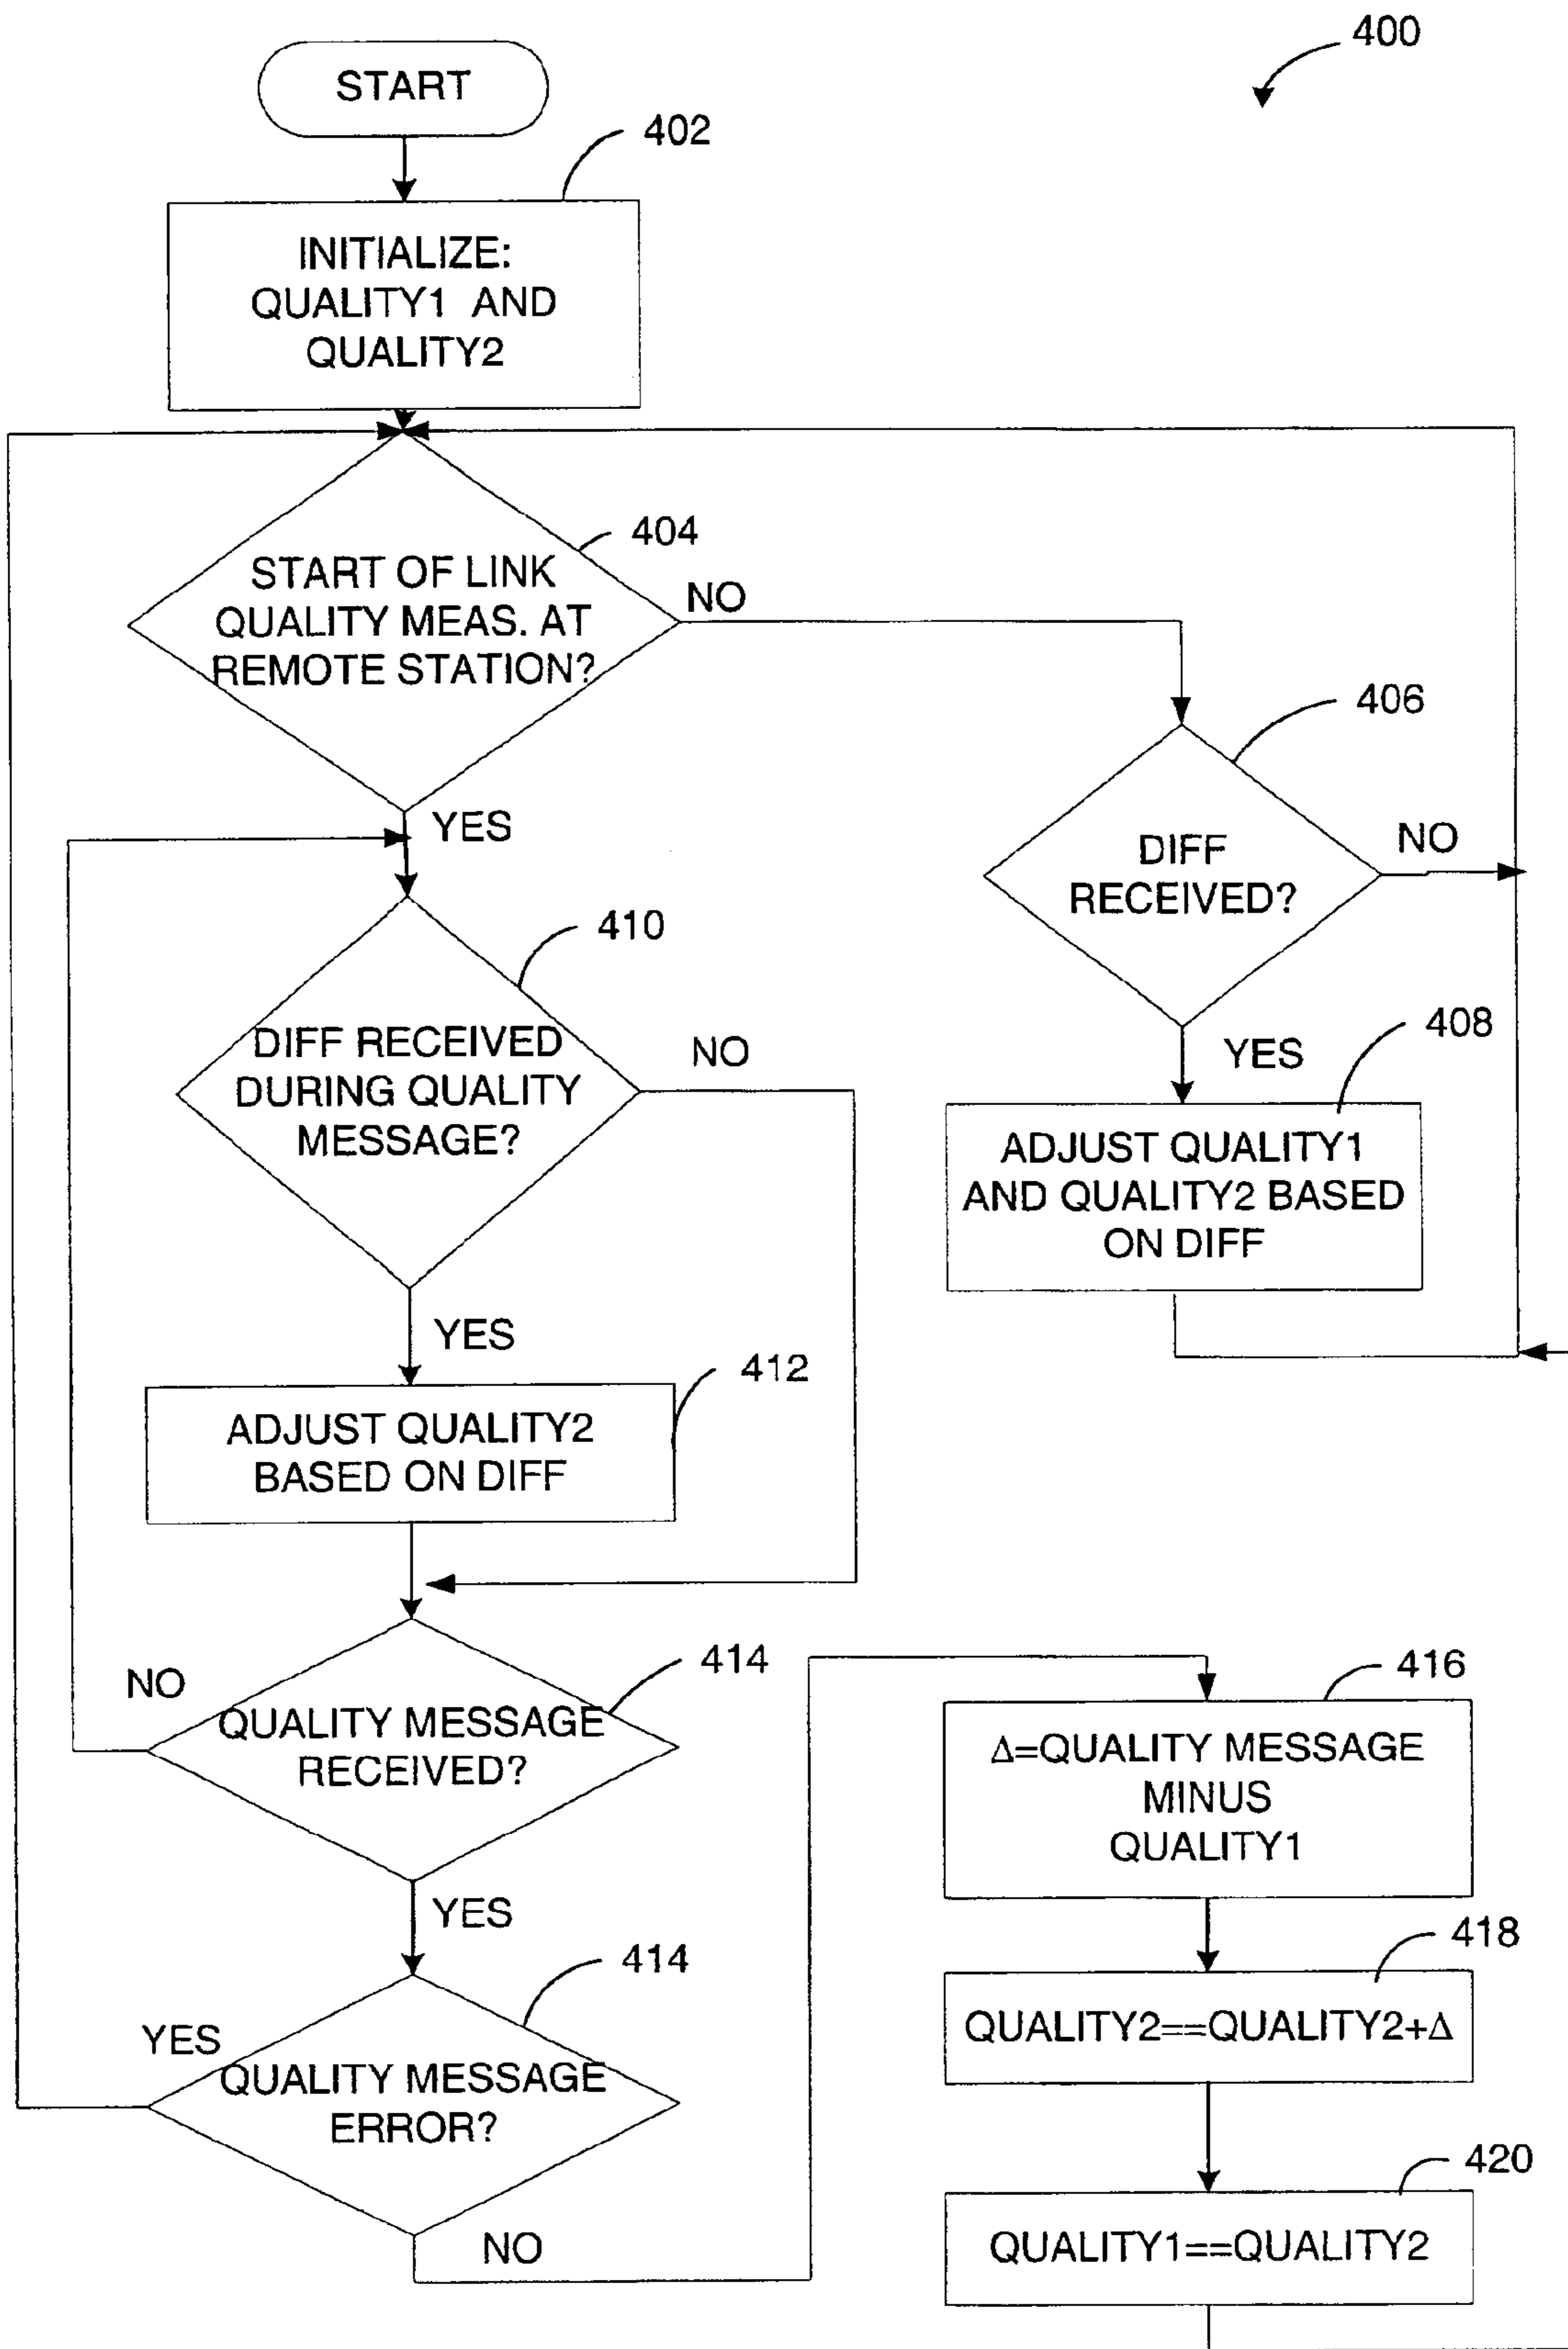 400
START
402
INITIALIZE:
QUALITY1 AND
QUALITY2
404
START OF LINK
QUALITY MEAS. AT
REMOTE STATION?
NO
YES
406
DIFF
RECEIVED?
NO
YES
408
ADJUST QUALITY1
AND QUALITY2 BASED
ON DIFF
410
DIFF RECEIVED
DURING QUALITY
MESSAGE?
NO
YES
412
ADJUST QUALITY2
BASED ON DIFF
414
QUALITY MESSAGE
RECEIVED?
NO
YES
414
QUALITY MESSAGE
ERROR?
YES
NO
416
Δ=QUALITY MESSAGE
MINUS
QUALITY1
418
QUALITY2==QUALITY2+Δ
420
QUALITY1==QUALITY2